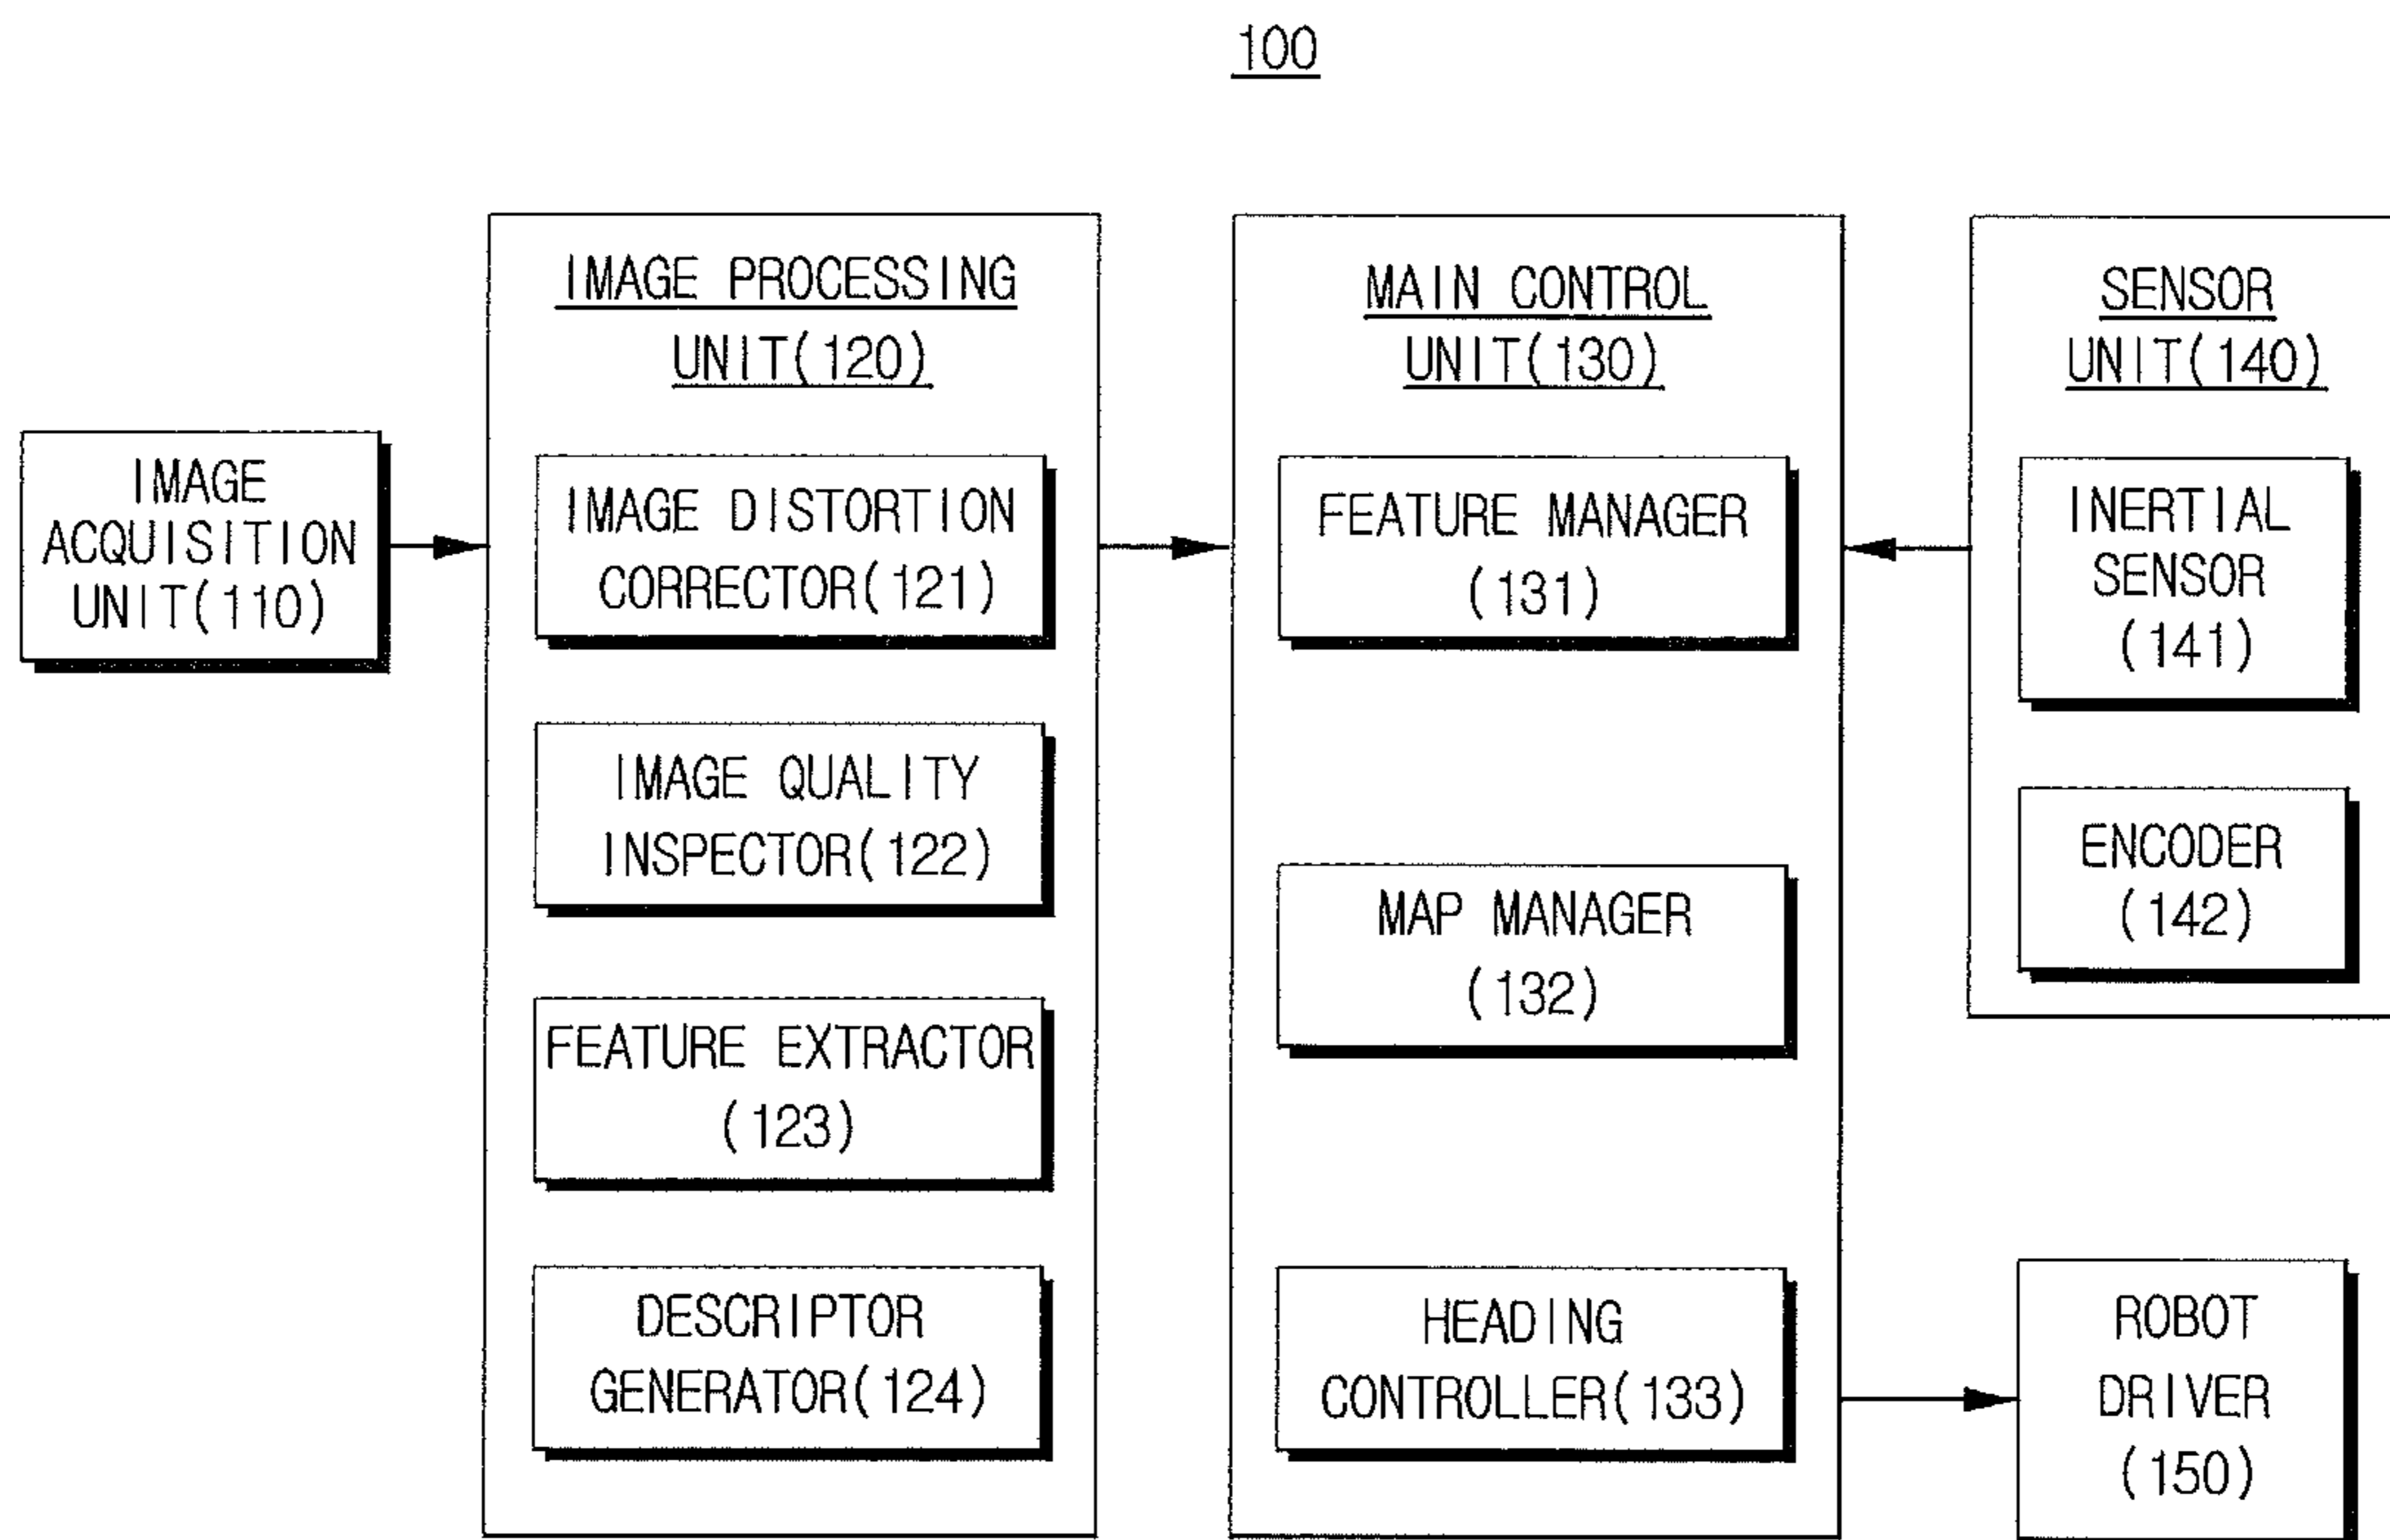 100
IMAGE
ACQUISITION
UNIT(110)
IMAGE PROCESSING
UNIT(120)
IMAGE DISTORTION
CORRECTOR(121)
IMAGE QUALITY
INSPECTOR(122)
FEATURE EXTRACTOR
(123)
DESCRIPTOR
GENERATOR(124)
MAIN CONTROL
UNIT(130)
FEATURE MANAGER
(131)
MAP MANAGER
(132)
HEADING
CONTROLLER(133)
SENSOR
UNIT(140)
INERTIAL
SENSOR
(141)
ENCODER
(142)
ROBOT
DRIVER
(150)